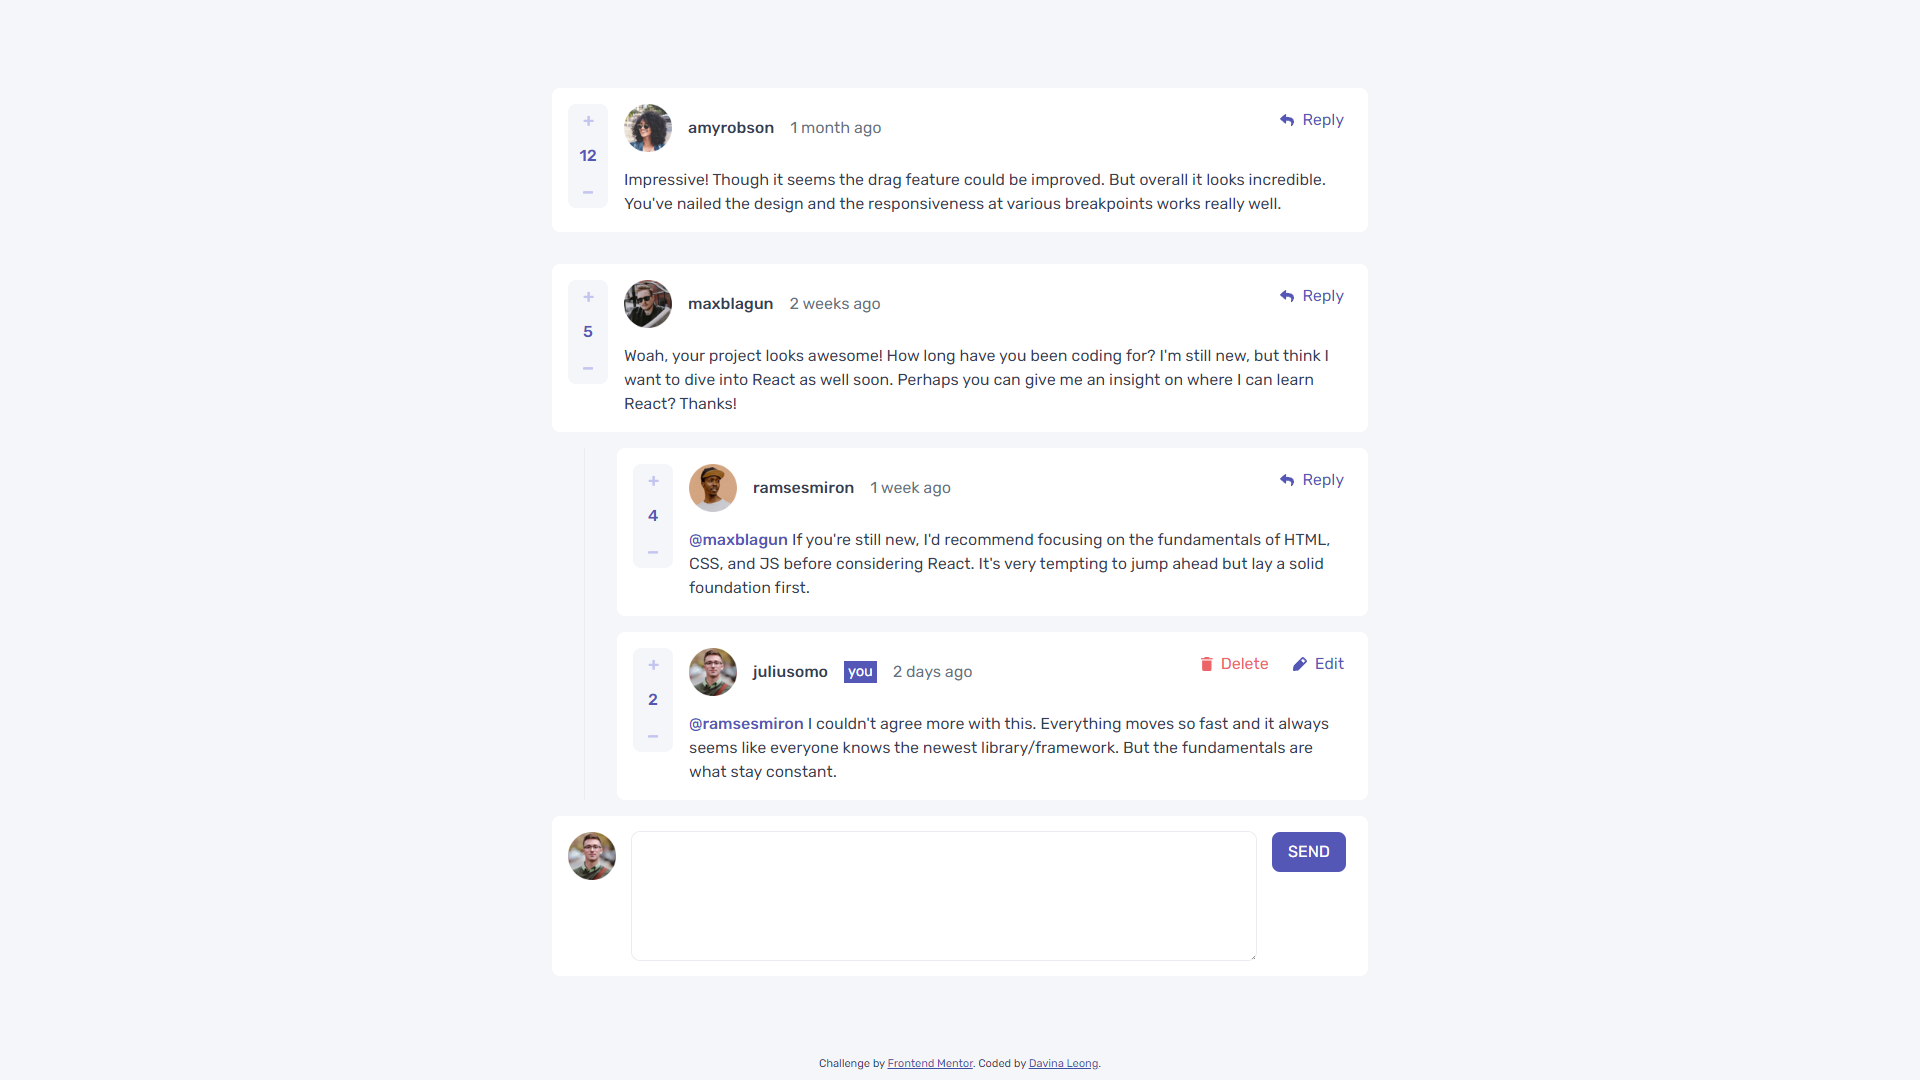 +
12
−
amyrobson 1 month ago
Reply
Impressive! Though it seems the drag feature could be improved. But overall it looks incredible.
You've nailed the design and the responsiveness at various breakpoints works really well.
+
5
−
maxblagun 2 weeks ago
Reply
Woah, your project looks awesome! How long have you been coding for? I'm still new, but think I
want to dive into React as well soon. Perhaps you can give me an insight on where I can learn
React? Thanks!
+
4
−
ramsesmiron 1 week ago
Reply
@maxblagun If you're still new, I'd recommend focusing on the fundamentals of HTML,
CSS, and JS before considering React. It's very tempting to jump ahead but lay a solid
foundation first.
+
2
−
juliusomo you 2 days ago
Delete Edit
@ramsesmiron I couldn't agree more with this. Everything moves so fast and it always
seems like everyone knows the newest library/framework. But the fundamentals are
what stay constant.
SEND
Challenge by Frontend Mentor. Coded by Davina Leong.